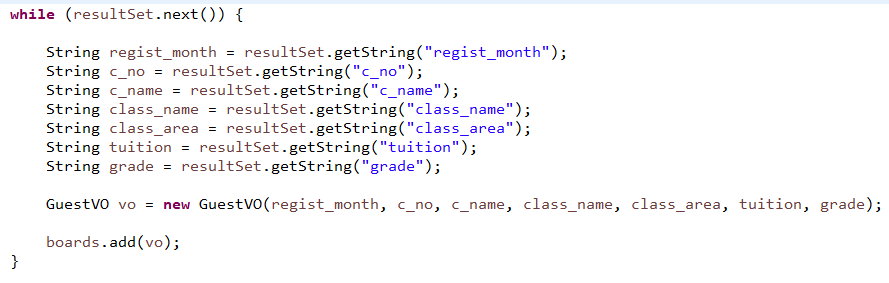 while (resultSet.next()) {
String regist_month = resultSet.getString("regist_month");
String c_no = resultSet.getString("c_no");
String c_name = resultSet.getString("c_name");
String class_name = resultSet.getString("class_name");
String class_area = resultSet.getString("class_area");
String tuition = resultSet.getString("tuition");
String grade = resultSet.getString("grade");
GuestVO vo = new GuestVO(regist_month, c_no, c_name, class_name, class_area, tuition, grade);
boards.add(vo);
}